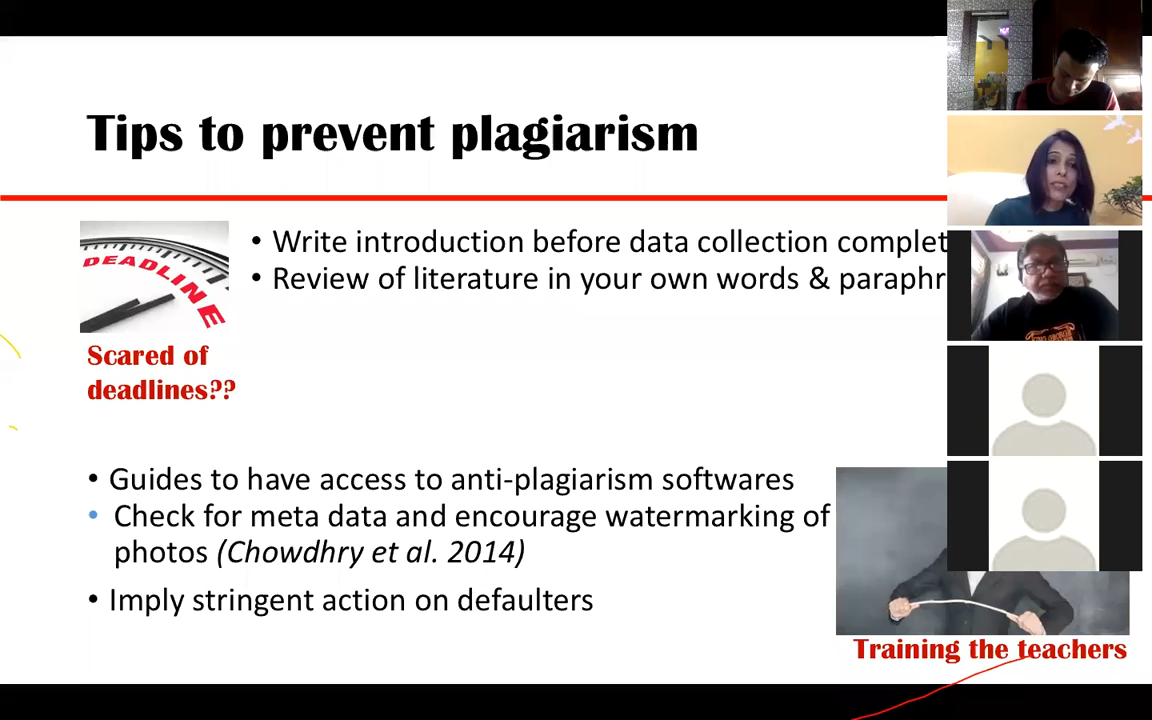 Tips to prevent plagiarism
• Write introduction before data collection complet
• Review of literature in your own words & paraphr
DEADLINE
Scared of
deadlines??
• Guides to have access to anti-plagiarism softwares
• Check for meta data and encourage watermarking of
photos (Chowdhry et al. 2014)
• Imply stringent action on defaulters
Training the teachers